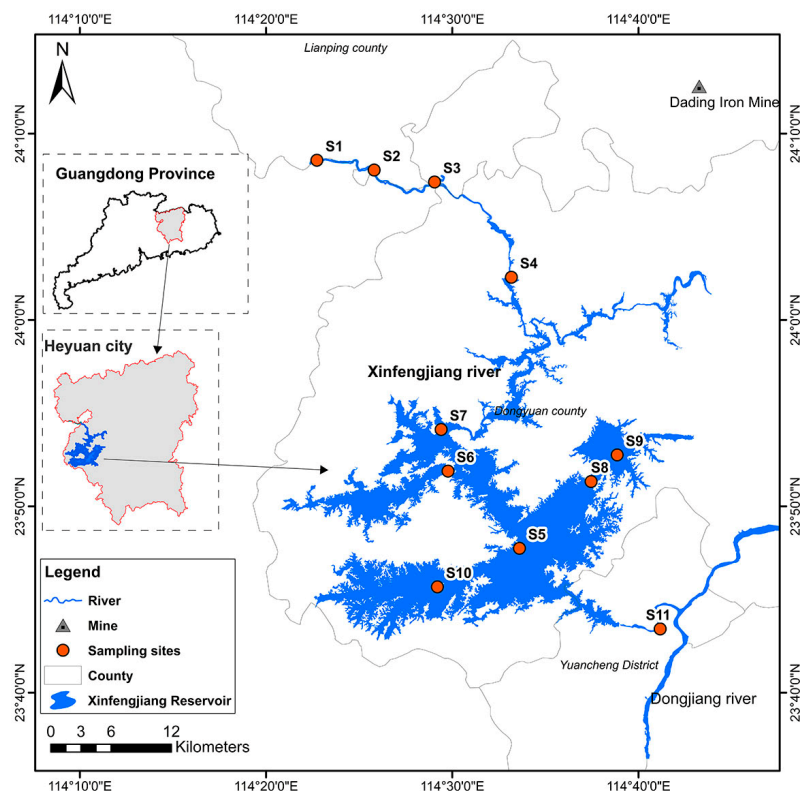 114°10'0"E
114°20'0"E
114°30'0"E
114°40'0"E
N
Lianping county
Dading Iron Mine
24°10'0"N
24°10'0"N
S1
S2
S3
Guangdong Province
S4
24°0'0"N
24°0'0"N
Heyuan city
Xinfengjiang river
Dongyuan county
S7
S9
S6
S8
23°50'0"N
23°50'0"N
S5
S10
S11
Yuancheng District
Dongjiang river
23°40'0"N
23°40'0"N
Legend
River
Mine
Sampling sites
County
Xinfengjiang Reservoir
0 3 6 12
Kilometers
114°10'0"E
114°20'0"E
114°30'0"E
114°40'0"E